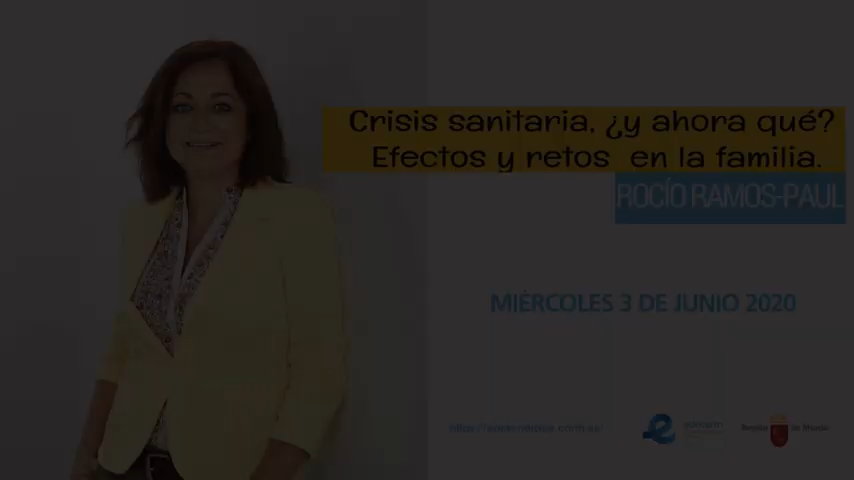 Crisis sanitaria, ¿y ahora qué?
Efectos y retos en la familia.
ROCÍO RAMOS-PAUL
MIÉRCOLES 3 DE JUNIO 2020
Región de Murcia